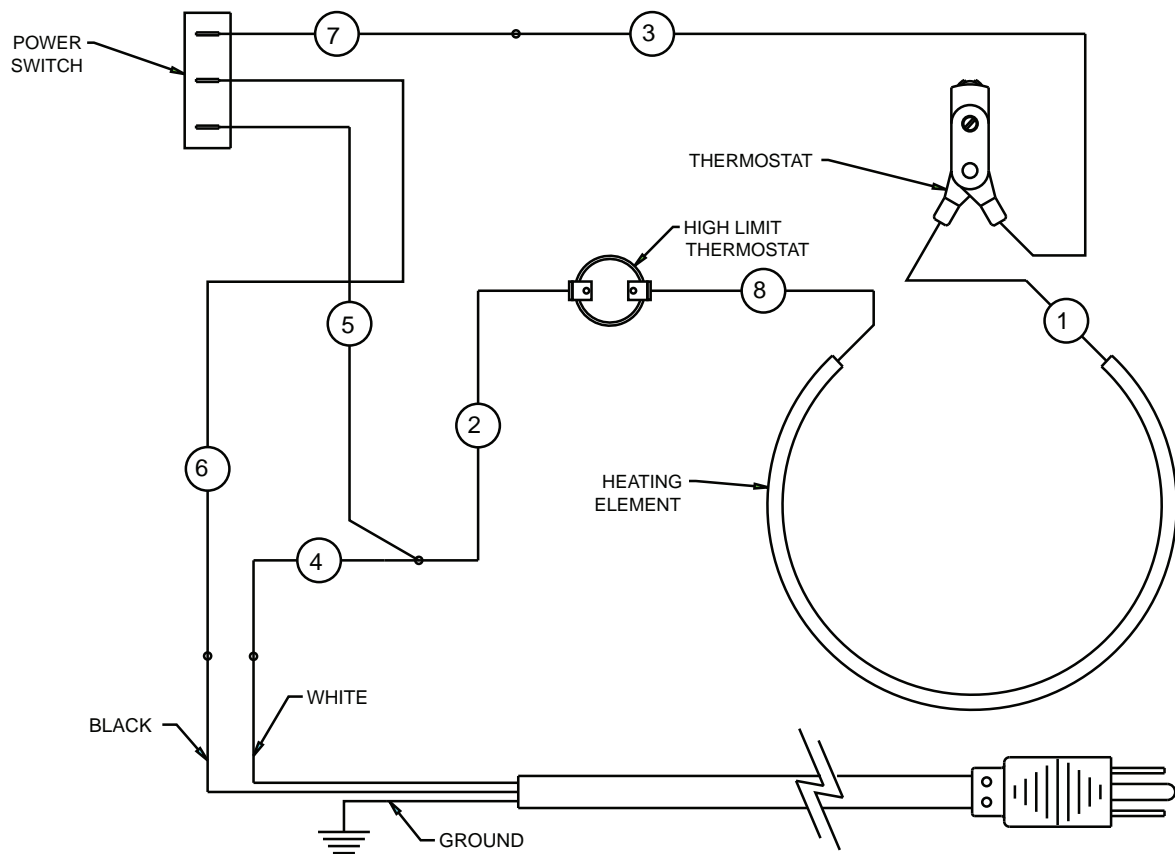 POWER
SWITCH
7
3
THERMOSTAT
HIGH LIMIT
THERMOSTAT
8
5
1
2
6
HEATING
ELEMENT
4
WHITE
BLACK
GROUND